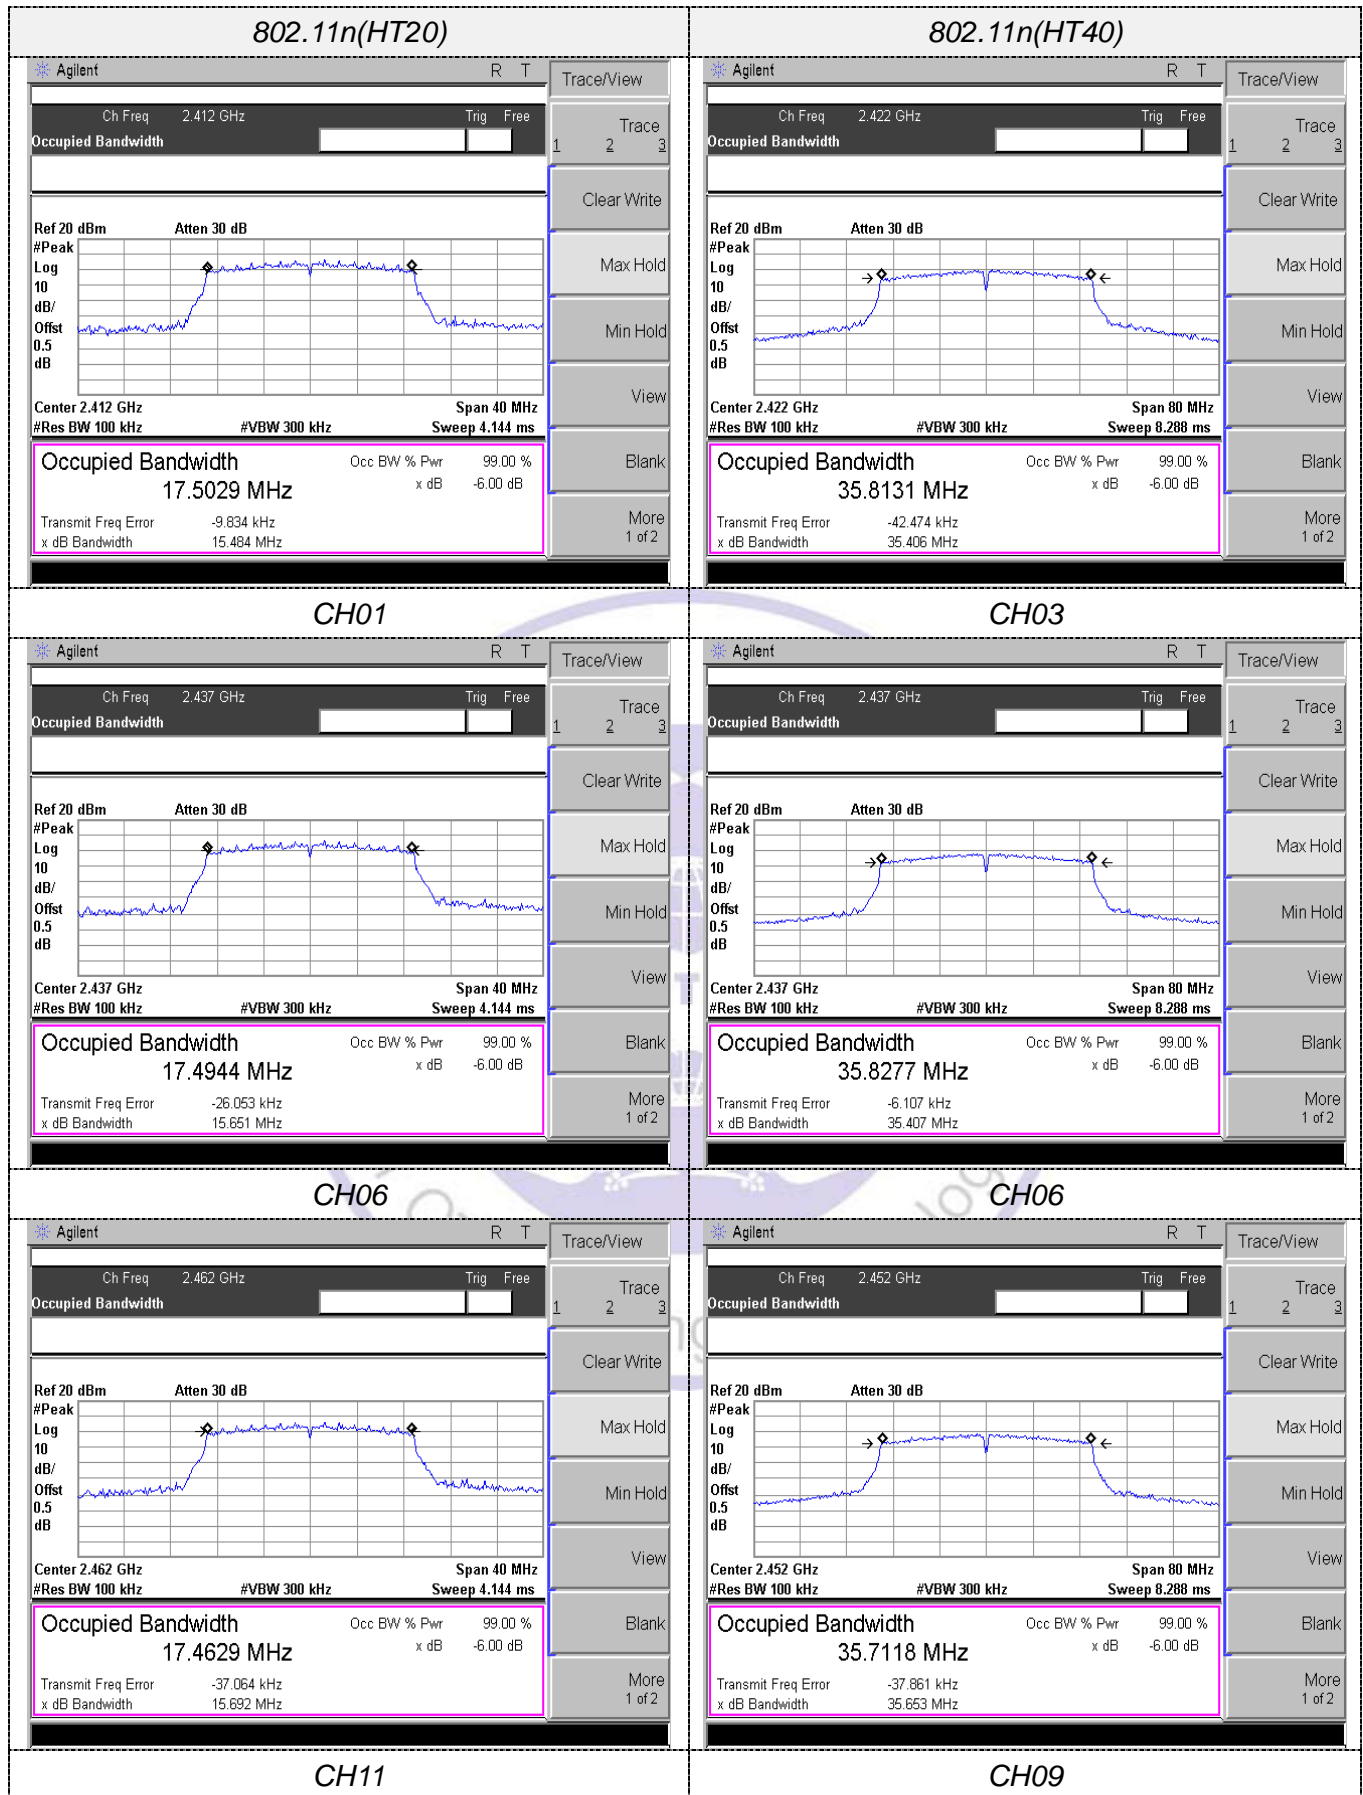 802.11n(HT20)
802.11n(HT40)
Agilent R T Trace/View
Ch Freq 2.412 GHz Trig Free
Occupied Bandwidth
Trace
1 2 3
Clear Write
Ref 20 dBm Atten 30 dB
#Peak
Log
10
dB/
Offst
0.5
dB
Max Hold
Min Hold
View
Center 2.412 GHz Span 40 MHz
#Res BW 100 kHz #VBW 300 kHz Sweep 4.144 ms
Occupied Bandwidth Occ BW % Pwr 99.00 %
17.5029 MHz x dB -6.00 dB
Transmit Freq Error -9.834 kHz
x dB Bandwidth 15.484 MHz
Blank
More
1 of 2
Agilent R T Trace/View
Ch Freq 2.422 GHz Trig Free
Occupied Bandwidth
Trace
1 2 3
Clear Write
Ref 20 dBm Atten 30 dB
#Peak
Log
10
dB/
Offst
0.5
dB
Max Hold
Min Hold
View
Center 2.422 GHz Span 80 MHz
#Res BW 100 kHz #VBW 300 kHz Sweep 8.288 ms
Occupied Bandwidth Occ BW % Pwr 99.00 %
35.8131 MHz x dB -6.00 dB
Transmit Freq Error -42.474 kHz
x dB Bandwidth 35.406 MHz
Blank
More
1 of 2
CH01
CH03
Agilent R T Trace/View
Ch Freq 2.437 GHz Trig Free
Occupied Bandwidth
Trace
1 2 3
Clear Write
Ref 20 dBm Atten 30 dB
#Peak
Log
10
dB/
Offst
0.5
dB
Max Hold
Min Hold
View
Center 2.437 GHz Span 40 MHz
#Res BW 100 kHz #VBW 300 kHz Sweep 4.144 ms
Occupied Bandwidth Occ BW % Pwr 99.00 %
17.4944 MHz x dB -6.00 dB
Transmit Freq Error -26.053 kHz
x dB Bandwidth 15.651 MHz
Blank
More
1 of 2
Agilent R T Trace/View
Ch Freq 2.437 GHz Trig Free
Occupied Bandwidth
Trace
1 2 3
Clear Write
Ref 20 dBm Atten 30 dB
#Peak
Log
10
dB/
Offst
0.5
dB
Max Hold
Min Hold
View
Center 2.437 GHz Span 80 MHz
#Res BW 100 kHz #VBW 300 kHz Sweep 8.288 ms
Occupied Bandwidth Occ BW % Pwr 99.00 %
35.8277 MHz x dB -6.00 dB
Transmit Freq Error -6.107 kHz
x dB Bandwidth 35.407 MHz
Blank
More
1 of 2
CH06
CH06
Agilent R T Trace/View
Ch Freq 2.462 GHz Trig Free
Occupied Bandwidth
Trace
1 2 3
Clear Write
Ref 20 dBm Atten 30 dB
#Peak
Log
10
dB/
Offst
0.5
dB
Max Hold
Min Hold
View
Center 2.462 GHz Span 40 MHz
#Res BW 100 kHz #VBW 300 kHz Sweep 4.144 ms
Occupied Bandwidth Occ BW % Pwr 99.00 %
17.4629 MHz x dB -6.00 dB
Transmit Freq Error -37.064 kHz
x dB Bandwidth 15.692 MHz
Blank
More
1 of 2
Agilent R T Trace/View
Ch Freq 2.452 GHz Trig Free
Occupied Bandwidth
Trace
1 2 3
Clear Write
Ref 20 dBm Atten 30 dB
#Peak
Log
10
dB/
Offst
0.5
dB
Max Hold
Min Hold
View
Center 2.452 GHz Span 80 MHz
#Res BW 100 kHz #VBW 300 kHz Sweep 8.288 ms
Occupied Bandwidth Occ BW % Pwr 99.00 %
35.7118 MHz x dB -6.00 dB
Transmit Freq Error -37.861 kHz
x dB Bandwidth 35.653 MHz
Blank
More
1 of 2
CH11
CH09